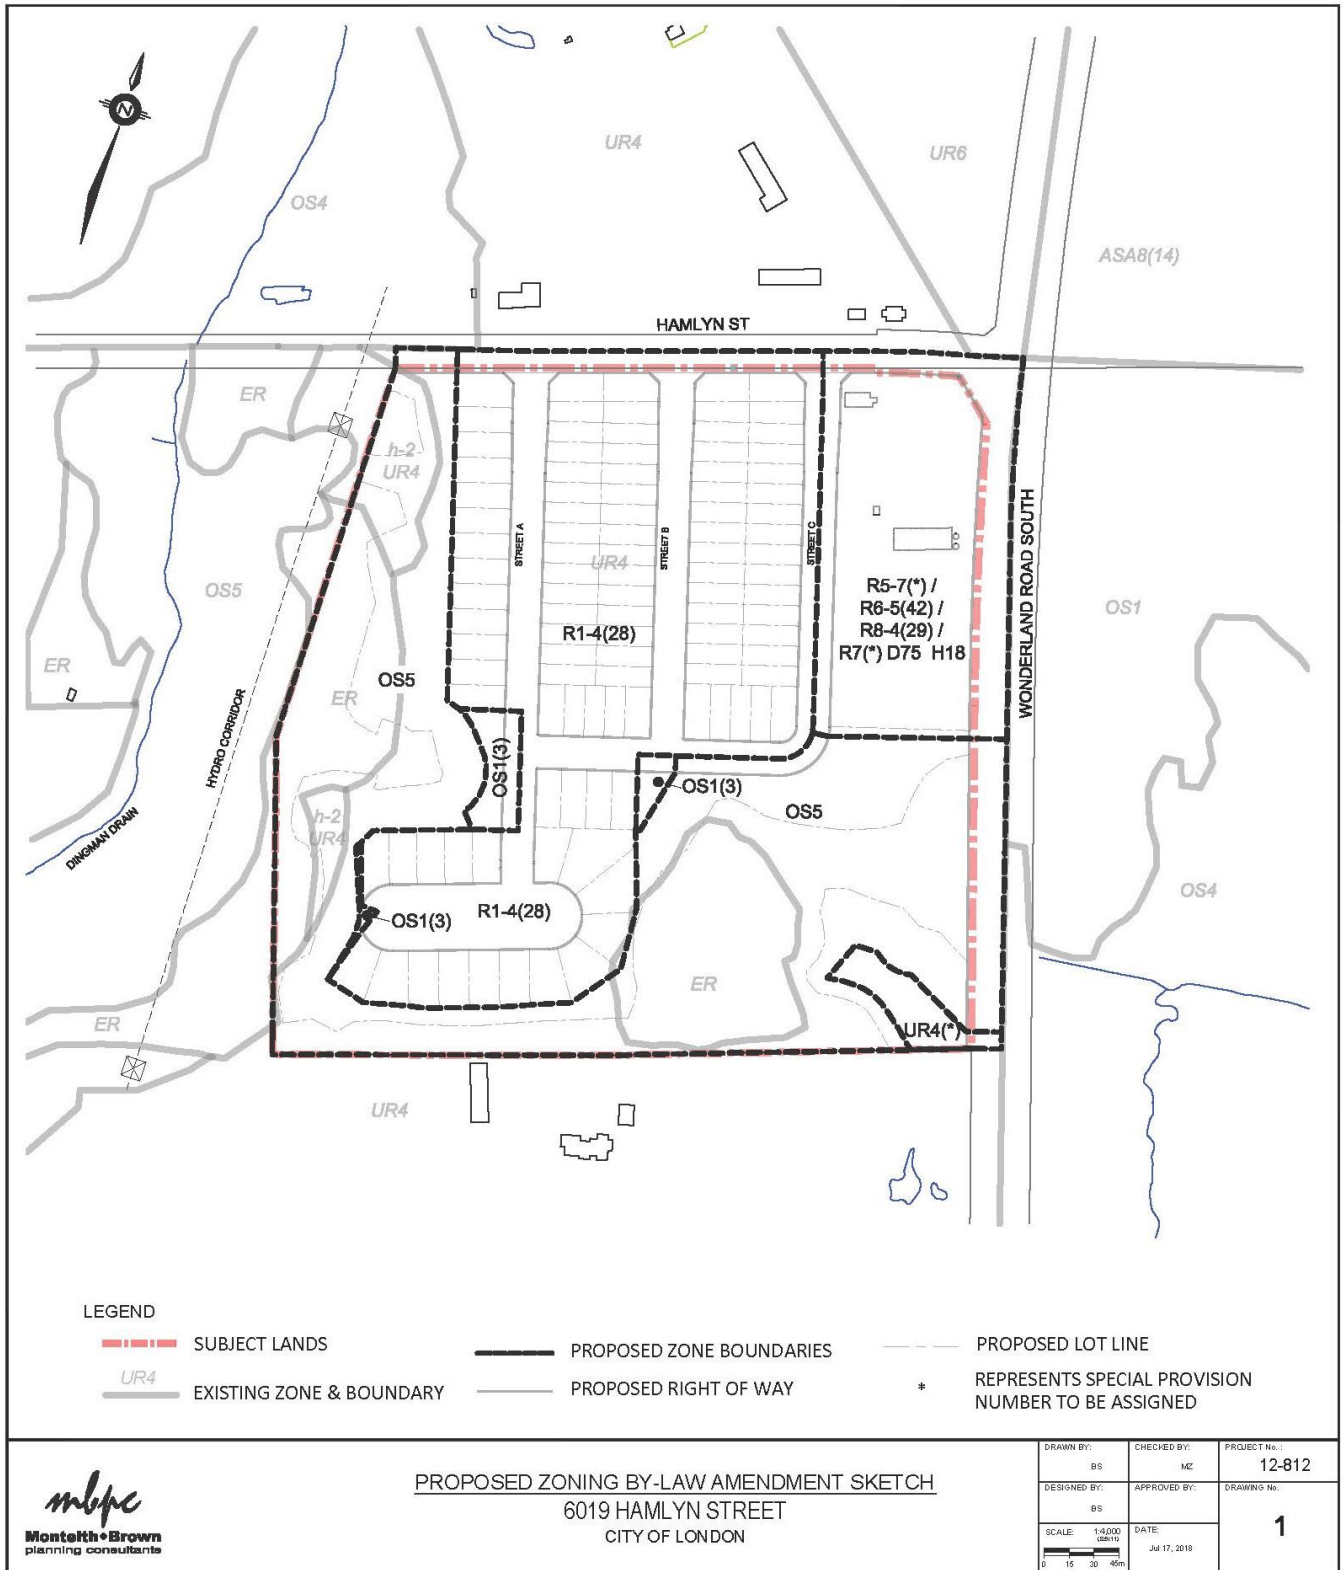 N
UR4
UR6
OS4
ASA8(14)
HAMLYN ST
ER
h-2
UR4
STREET A
STREET B
STREET C
WONDERLAND ROAD SOUTH
UR4
OS5
R5-7(*) /
R6-5(42) /
R8-4(29) /
R7(*) D75 H18
OS1
R1-4(28)
ER
OS5
ER
HYDRO CORRIDOR
OS1(3)
OS1(3)
OS5
h-2
UR4
DINGMAN DRAIN
OS4
OS1(3)
R1-4(28)
ER
ER
UR4(*)
UR4
LEGEND
SUBJECT LANDS
PROPOSED ZONE BOUNDARIES
PROPOSED LOT LINE
UR4
EXISTING ZONE & BOUNDARY
PROPOSED RIGHT OF WAY
* REPRESENTS SPECIAL PROVISION
NUMBER TO BE ASSIGNED
mbpc
Monteith•Brown
planning consultants
PROPOSED ZONING BY-LAW AMENDMENT SKETCH
6019 HAMLYN STREET
CITY OF LONDON
DRAWN BY:
BS
CHECKED BY:
MZ
PROJECT No. :
12-812
DESIGNED BY:
BS
APPROVED BY:
DRAWING No.
1
SCALE: 1:4,000
(8.5x11)
0 15 30 45m
DATE:
Jul 17, 2018